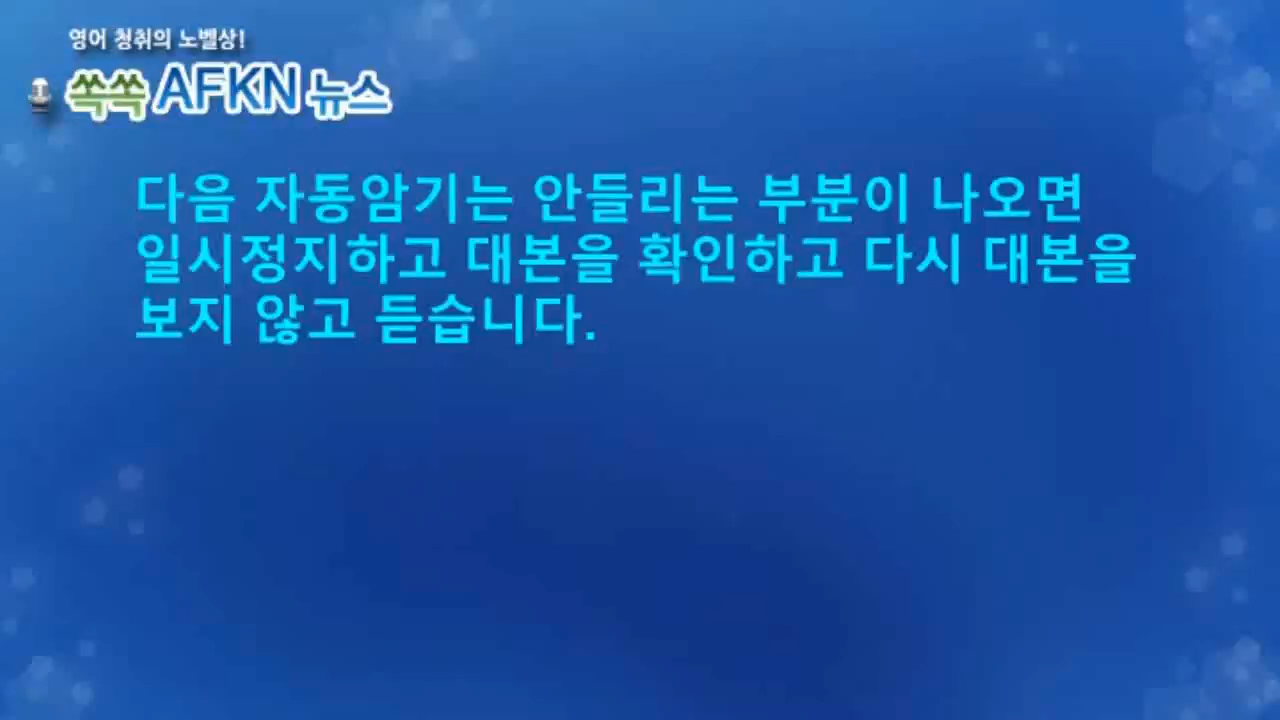 영어 청취의 노벨상!
쏙쏙 AFKN 뉴스
다음 자동암기는 안들리는 부분이 나오면
일시정지하고 대본을 확인하고 다시 대본을
보지 않고 듣습니다.